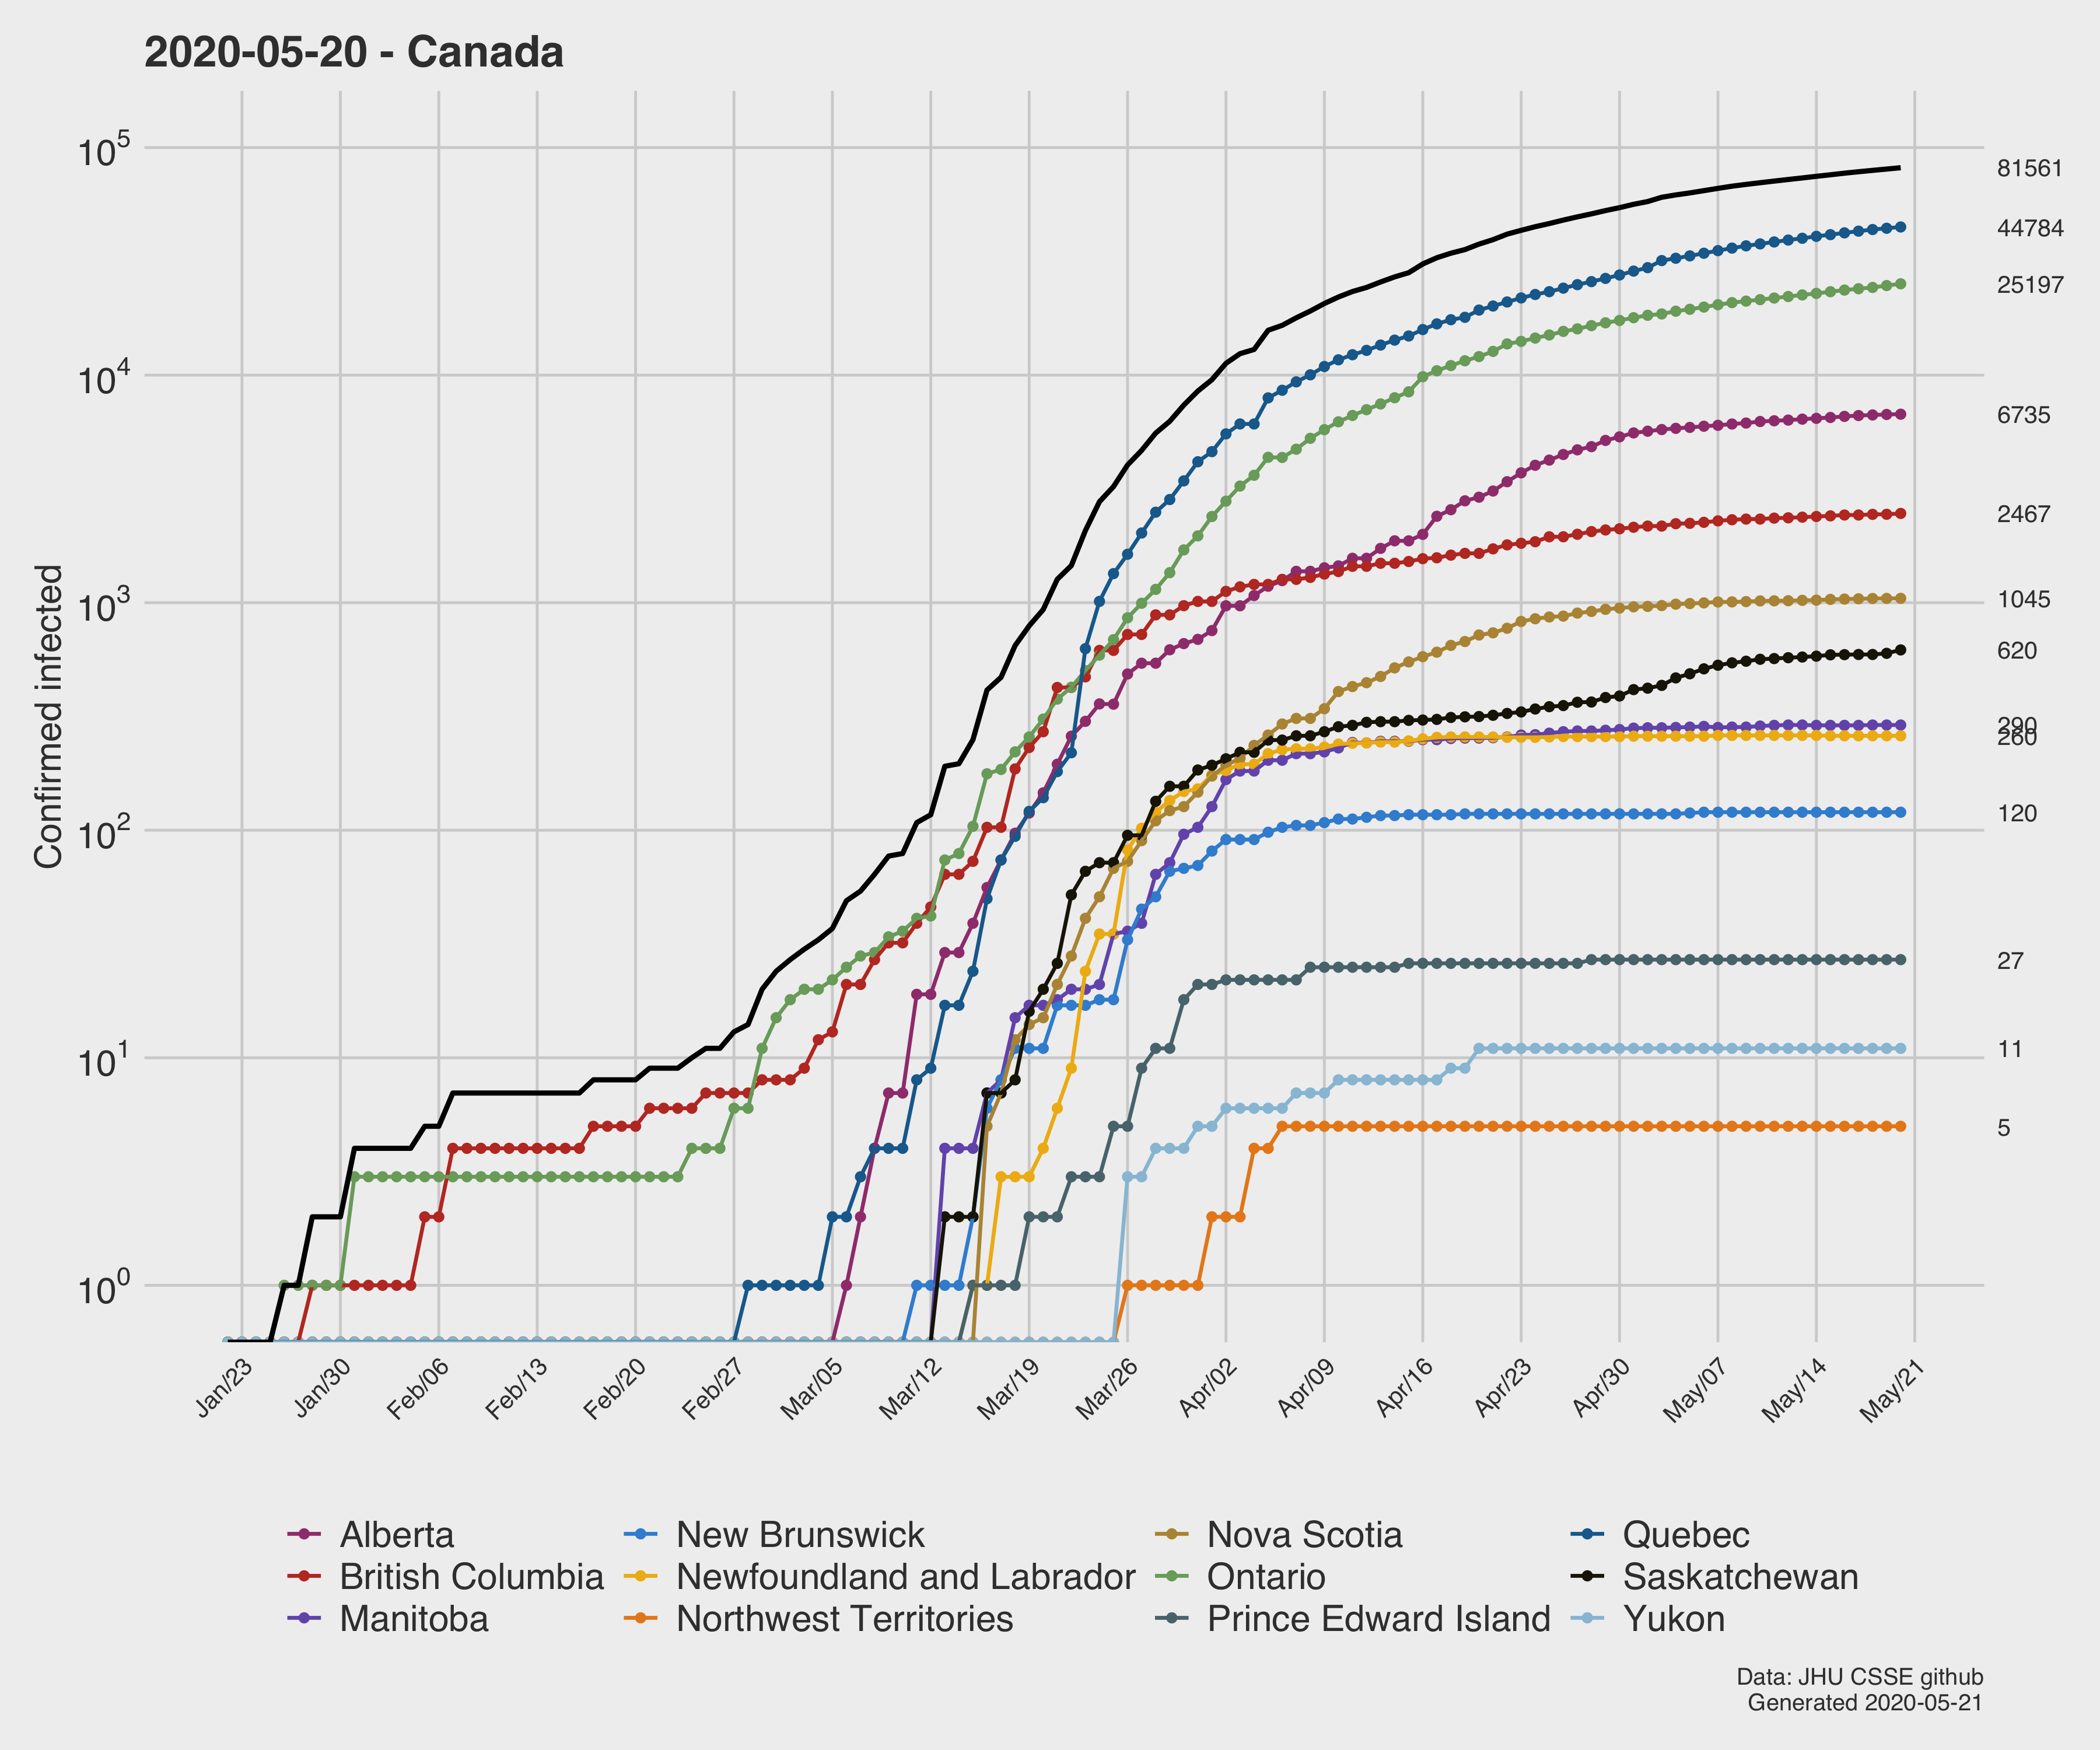 2020-05-20 - Canada
10^5
10^4
10^3
10^2
10^1
10^0
Confirmed infected
81561
44784
25197
6735
2467
1045
620
290
260
120
27
11
5
Jan/23
Jan/30
Feb/06
Feb/13
Feb/20
Feb/27
Mar/05
Mar/12
Mar/19
Mar/26
Apr/02
Apr/09
Apr/16
Apr/23
Apr/30
May/07
May/14
May/21
Alberta
New Brunswick
Nova Scotia
Quebec
British Columbia
Newfoundland and Labrador
Ontario
Saskatchewan
Manitoba
Northwest Territories
Prince Edward Island
Yukon
Data: JHU CSSE github
Generated 2020-05-21